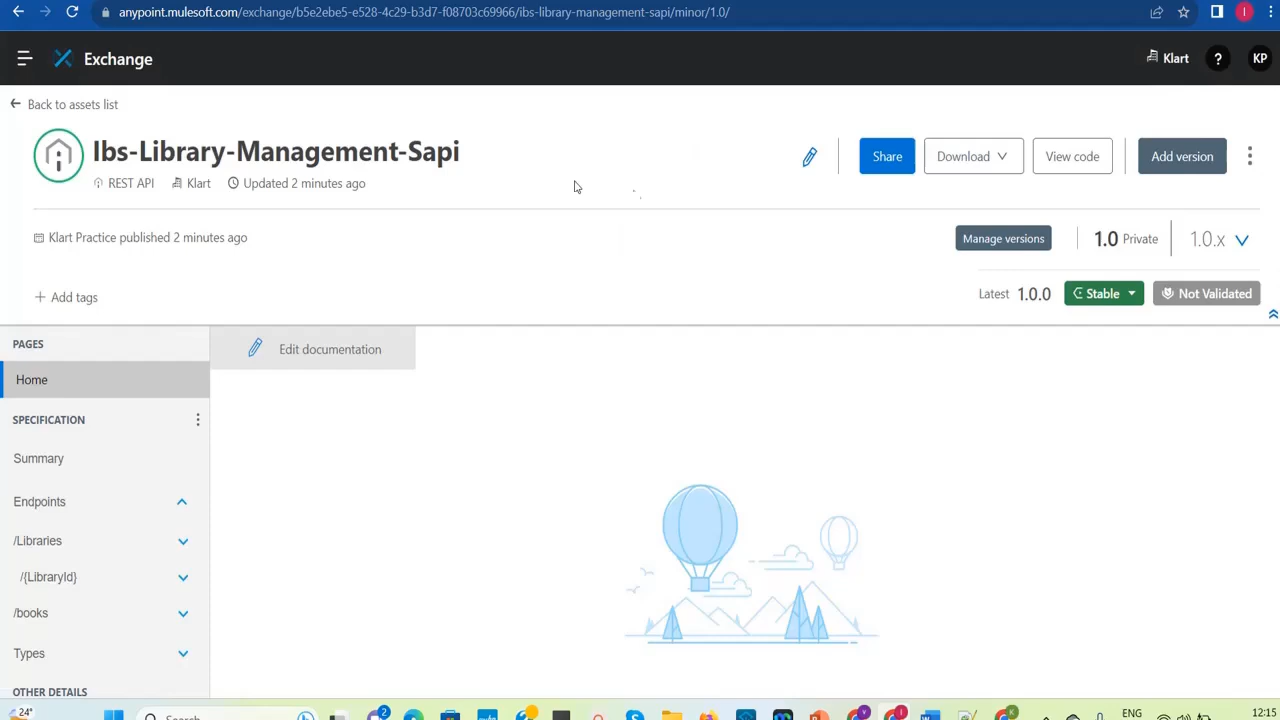 anypoint.mulesoft.com/exchange/b5e2ebe5-e528-4c29-b3d7-f08703c69966/ibs-library-management-sapi/minor/1.0/
I
Exchange
Klart
?
KP
Back to assets list
Ibs-Library-Management-Sapi
Share
Download
View code
Add version
REST API
Klart
Updated 2 minutes ago
Klart Practice published 2 minutes ago
Manage versions
1.0 Private
1.0.x
Add tags
Latest 1.0.0
Stable
Not Validated
PAGES
Edit documentation
Home
SPECIFICATION
Summary
Endpoints
/Libraries
/{LibraryId}
/books
Types
OTHER DETAILS
24°
Search
2
ENG
12:15